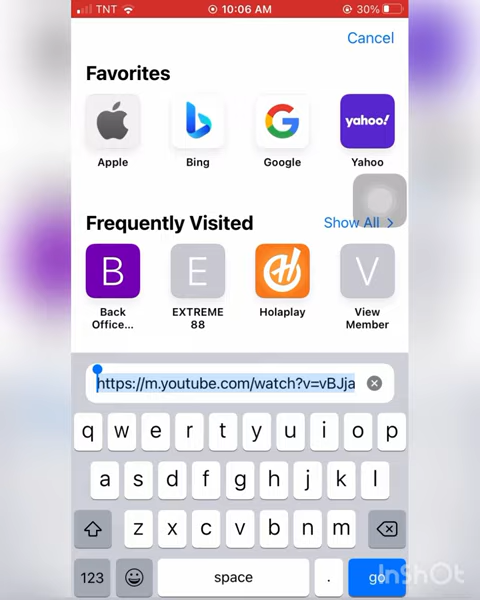 TNT 10:06 AM 30%
Cancel
Favorites
yahoo!
Apple Bing Google Yahoo
Frequently Visited Show All >
B E H V
Back Office... EXTREME 88 Holaplay View Member
https://m.youtube.com/watch?v=vBJja
q w e r t y u i o p
a s d f g h j k l
z x c v b n m
123 space . go
InShOt